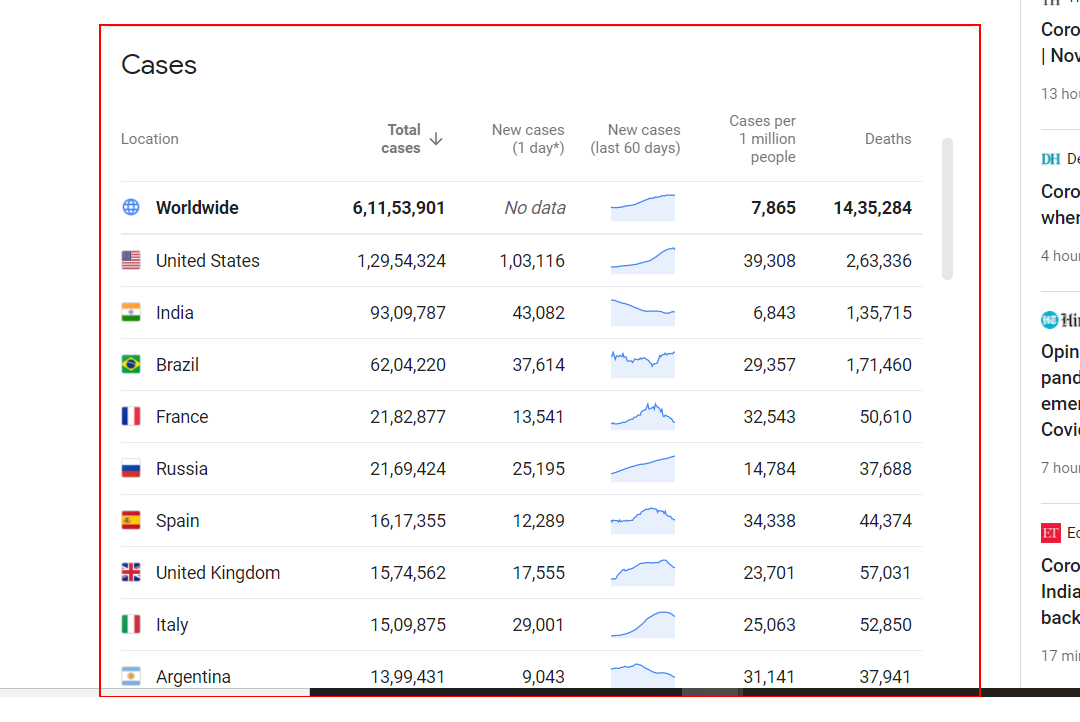 Cases
Location
Total cases
New cases (1 day*)
New cases (last 60 days)
Cases per 1 million people
Deaths
Worldwide 6,11,53,901 No data 7,865 14,35,284
United States 1,29,54,324 1,03,116 39,308 2,63,336
India 93,09,787 43,082 6,843 1,35,715
Brazil 62,04,220 37,614 29,357 1,71,460
France 21,82,877 13,541 32,543 50,610
Russia 21,69,424 25,195 14,784 37,688
Spain 16,17,355 12,289 34,338 44,374
United Kingdom 15,74,562 17,555 23,701 57,031
Italy 15,09,875 29,001 25,063 52,850
Argentina 13,99,431 9,043 31,141 37,941
Coro
| Nov
13 hou
DH De
Coro
wher
4 hour
Hin
Opin
pand
emer
Covid
7 hour
ET Ec
Coro
India
back
17 min